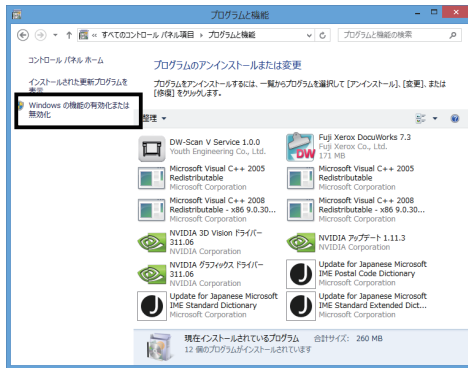 プログラムと機能
« すべてのコントロール パネル項目 › プログラムと機能
プログラムと機能の検索
コントロール パネル ホーム
インストールされた更新プログラムを
表示
Windows の機能の有効化または
無効化
プログラムのアンインストールまたは変更
プログラムをアンインストールするには、一覧からプログラムを選択して [アンインストール]、[変更]、または
[修復] をクリックします。
整理
DW-Scan V Service 1.0.0
Youth Engineering Co., Ltd.
Fuji Xerox DocuWorks 7.3
Fuji Xerox Co., Ltd.
171 MB
Microsoft Visual C++ 2005
Redistributable
Microsoft Corporation
Microsoft Visual C++ 2005
Redistributable
Microsoft Corporation
Microsoft Visual C++ 2008
Redistributable - x86 9.0.30...
Microsoft Corporation
Microsoft Visual C++ 2008
Redistributable - x86 9.0.30...
Microsoft Corporation
NVIDIA 3D Vision ドライバー
311.06
NVIDIA Corporation
NVIDIA アップデート 1.11.3
NVIDIA Corporation
NVIDIA グラフィックス ドライバー
311.06
NVIDIA Corporation
Update for Japanese Microsoft
IME Postal Code Dictionary
Microsoft Corporation
Update for Japanese Microsoft
IME Standard Dictionary
Microsoft Corporation
Update for Japanese Microsoft
IME Standard Extended Dict...
Microsoft Corporation
現在インストールされているプログラム 合計サイズ: 260 MB
12 個のプログラムがインストールされています